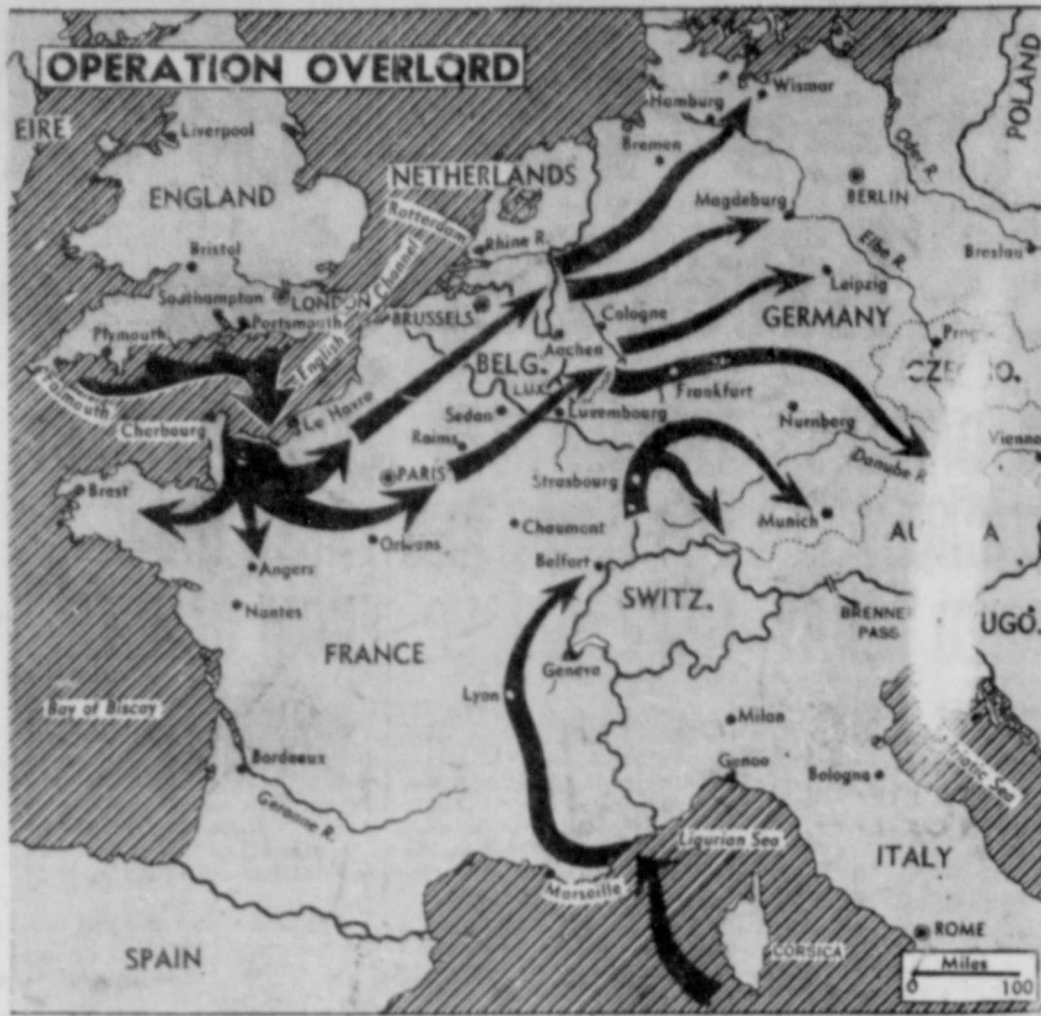 OPERATION OVERLORD
EIRE
Liverpool
ENGLAND
Bristol
Southampton
LONDON
Portsmouth
Plymouth
Falmouth
English Channel
NETHERLANDS
Rotterdam
Rhine R.
BRUSSELS
BELG.
LUX.
Aachen
Cologne
Hamburg
Wismar
Bremen
Magdeburg
BERLIN
Oder R.
POLAND
Elbe R.
Breslau
Leipzig
GERMANY
Frankfurt
Nurnberg
Danube R.
Vienna
Cherbourg
Le Havre
Sedan
Luxembourg
Reims
PARIS
Strasbourg
Munich
Brest
Chaumont
Orleans
Belfort
Angers
Nantes
SWITZ.
BRENNER
PASS
UGO.
FRANCE
Geneva
Lyon
Bay of Biscay
Milan
Genoa
Bologna
Bordeaux
Geronne R.
Ligurian Sea
ITALY
Marseille
SPAIN
CORSICA
ROME
Miles
0 100